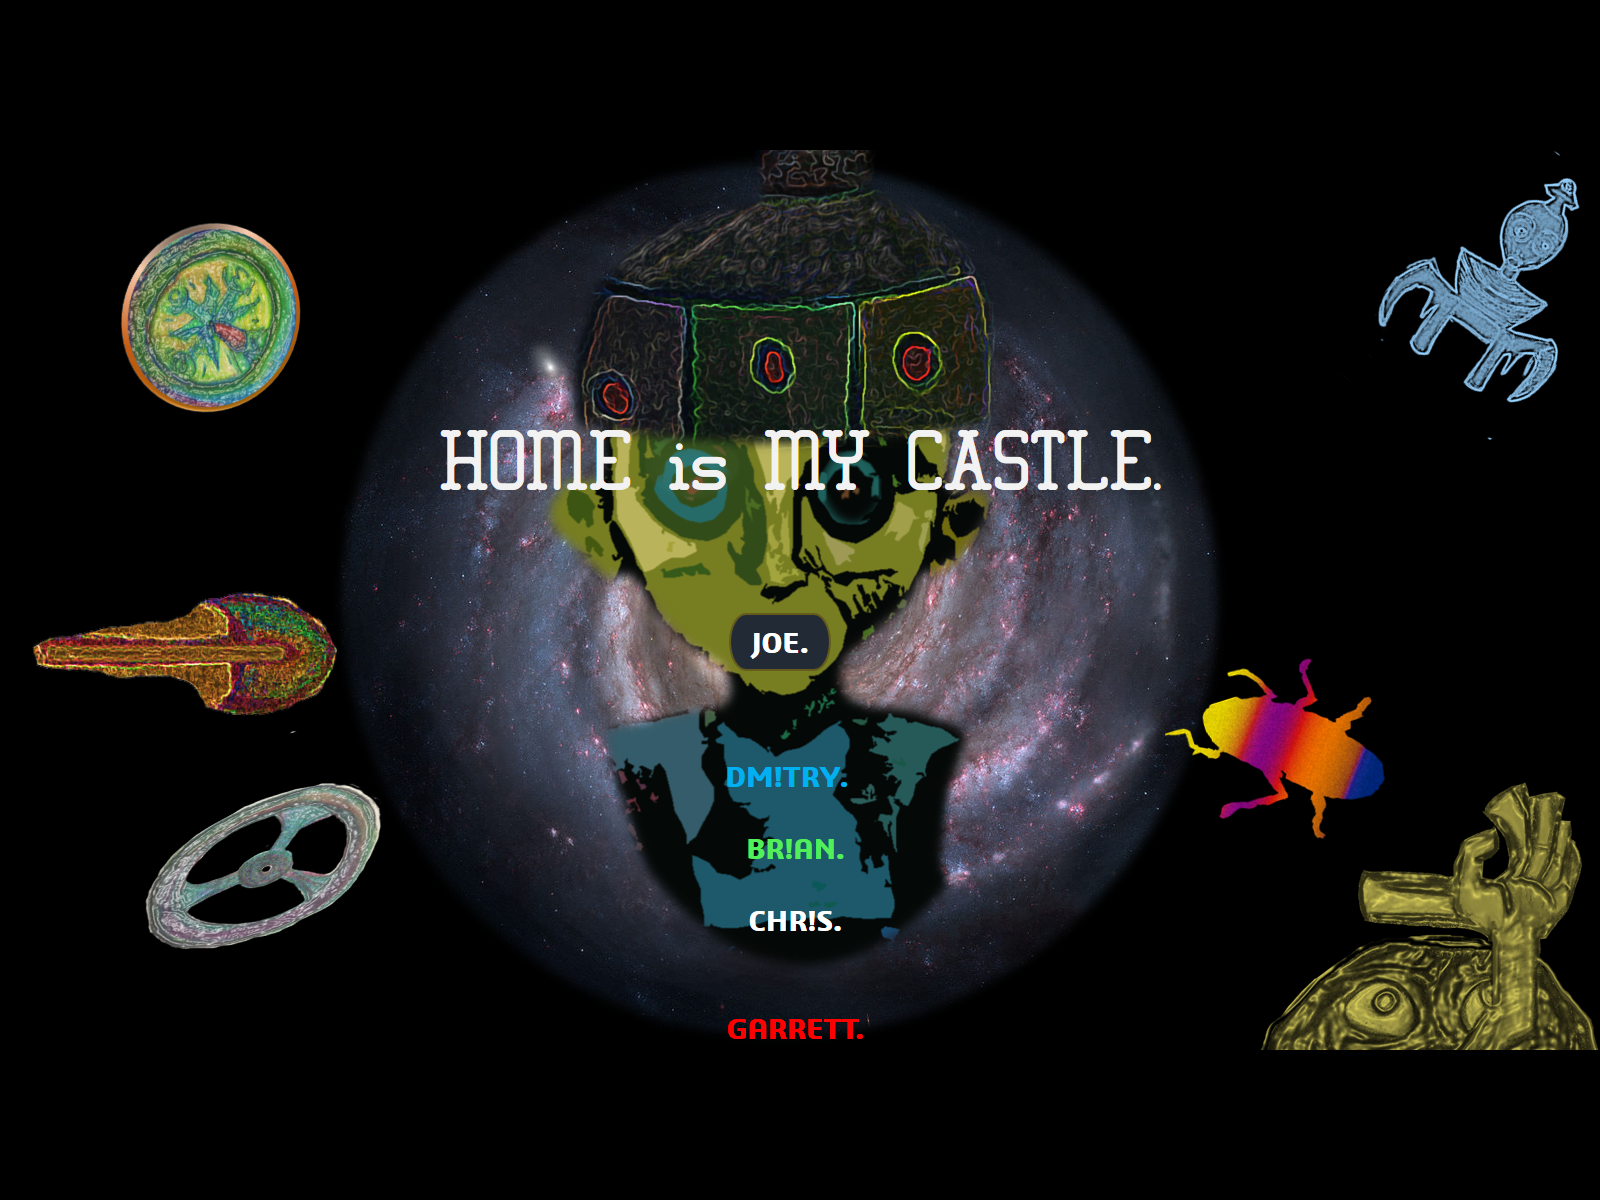 HOME is MY CASTLE.
JOE.
DM!TRY.
BR!AN.
CHR!S.
GARRETT.